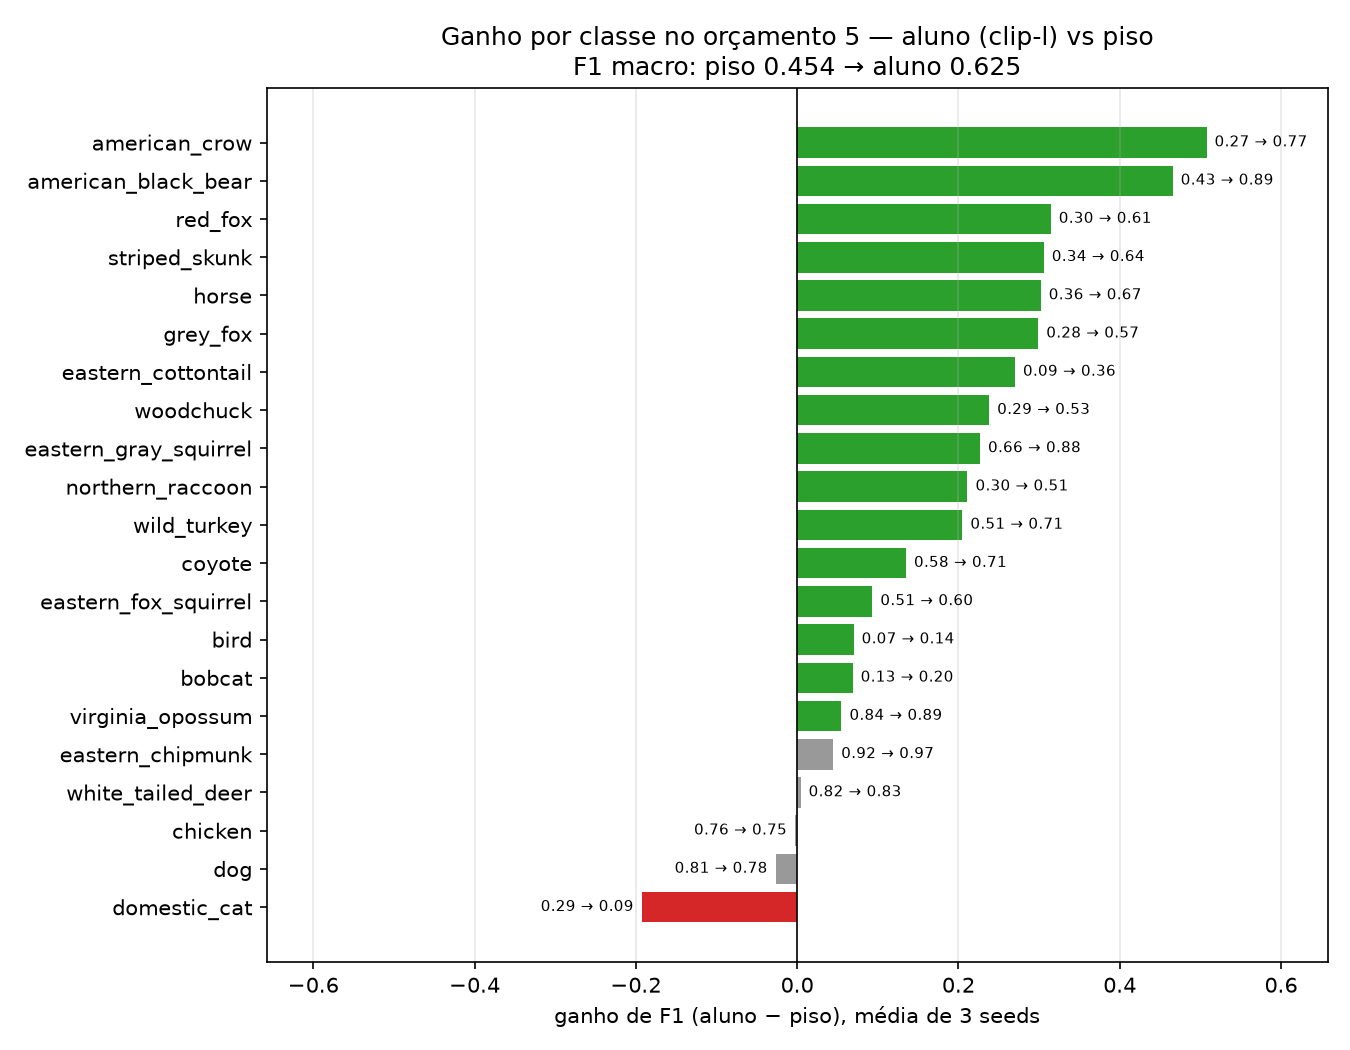 Ganho por classe no orçamento 5 — aluno (clip-l) vs piso
F1 macro: piso 0.454 → aluno 0.625
american_crow 0.27 → 0.77
american_black_bear 0.43 → 0.89
red_fox 0.30 → 0.61
striped_skunk 0.34 → 0.64
horse 0.36 → 0.67
grey_fox 0.28 → 0.57
eastern_cottontail 0.09 → 0.36
woodchuck 0.29 → 0.53
eastern_gray_squirrel 0.66 → 0.88
northern_raccoon 0.30 → 0.51
wild_turkey 0.51 → 0.71
coyote 0.58 → 0.71
eastern_fox_squirrel 0.51 → 0.60
bird 0.07 → 0.14
bobcat 0.13 → 0.20
virginia_opossum 0.84 → 0.89
eastern_chipmunk 0.92 → 0.97
white_tailed_deer 0.82 → 0.83
chicken 0.76 → 0.75
dog 0.81 → 0.78
domestic_cat 0.29 → 0.09
−0.6 −0.4 −0.2 0.0 0.2 0.4 0.6
ganho de F1 (aluno − piso), média de 3 seeds